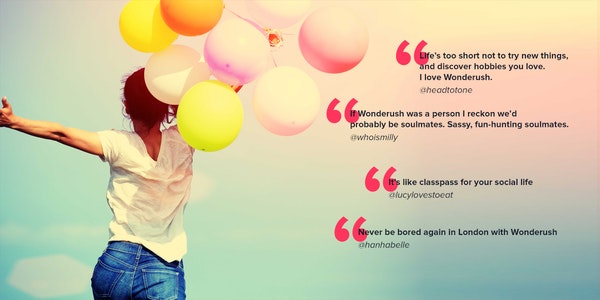 Life's too short not to try new things,
and discover hobbies you love.
I love Wonderush.
@headtotone
If Wonderush was a person I reckon we'd
probably be soulmates. Sassy, fun-hunting soulmates.
@whoismilly
It's like classpass for your social life
@lucylovestoeat
Never be bored again in London with Wonderush
@hanhabelle